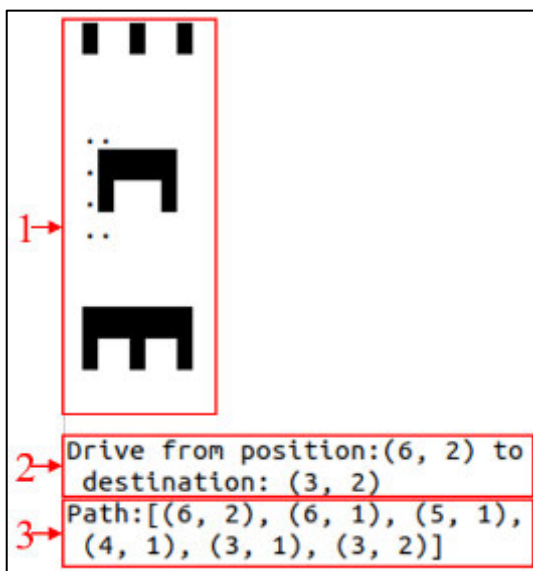 1
2
Drive from position:(6, 2) to
destination: (3, 2)
3
Path:[(6, 2), (6, 1), (5, 1),
(4, 1), (3, 1), (3, 2)]